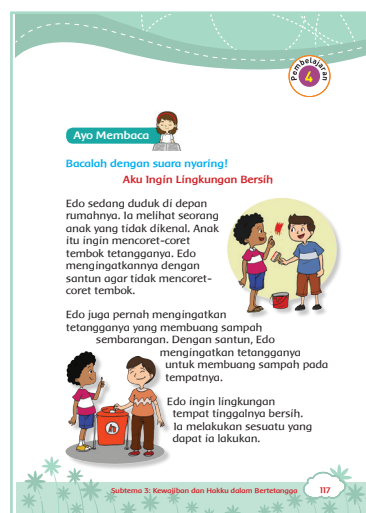 Pembelajaran
4
Ayo Membaca
Bacalah dengan suara nyaring!
Aku Ingin Lingkungan Bersih
Edo sedang duduk di depan
rumahnya. Ia melihat seorang
anak yang tidak dikenal. Anak
itu ingin mencoret-coret
tembok tetangganya. Edo
mengingatkannya dengan
santun agar tidak mencoret-
coret tembok.
Edo juga pernah mengingatkan
tetangganya yang membuang sampah
sembarangan. Dengan santun, Edo
mengingatkan tetangganya
untuk membuang sampah pada
tempatnya.
Edo ingin lingkungan
tempat tinggalnya bersih.
Ia melakukan sesuatu yang
dapat ia lakukan.
Subtema 3: Kewajiban dan Hakku dalam Bertetangga
117